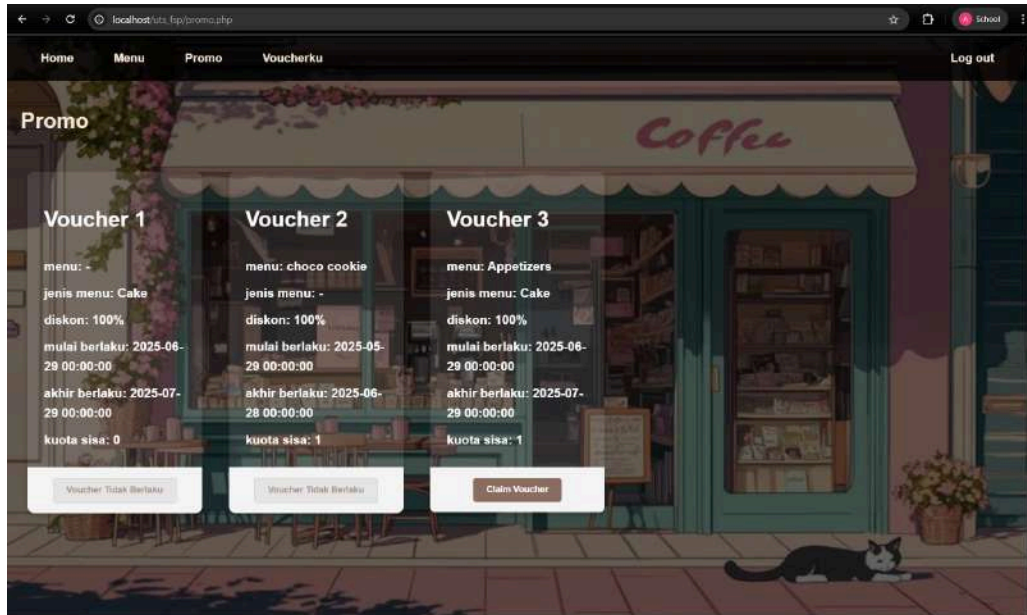 localhost/uts_fsp/promo.php
School
Home Menu Promo Voucherku Log out
Promo
Coffee
Voucher 1
menu: -
jenis menu: Cake
diskon: 100%
mulai berlaku: 2025-06-
29 00:00:00
akhir berlaku: 2025-07-
29 00:00:00
kuota sisa: 0
Voucher Tidak Berlaku
Voucher 2
menu: choco cookie
jenis menu: -
diskon: 100%
mulai berlaku: 2025-05-
29 00:00:00
akhir berlaku: 2025-06-
28 00:00:00
kuota sisa: 1
Voucher Tidak Berlaku
Voucher 3
menu: Appetizers
jenis menu: Cake
diskon: 100%
mulai berlaku: 2025-06-
29 00:00:00
akhir berlaku: 2025-07-
29 00:00:00
kuota sisa: 1
Claim Voucher